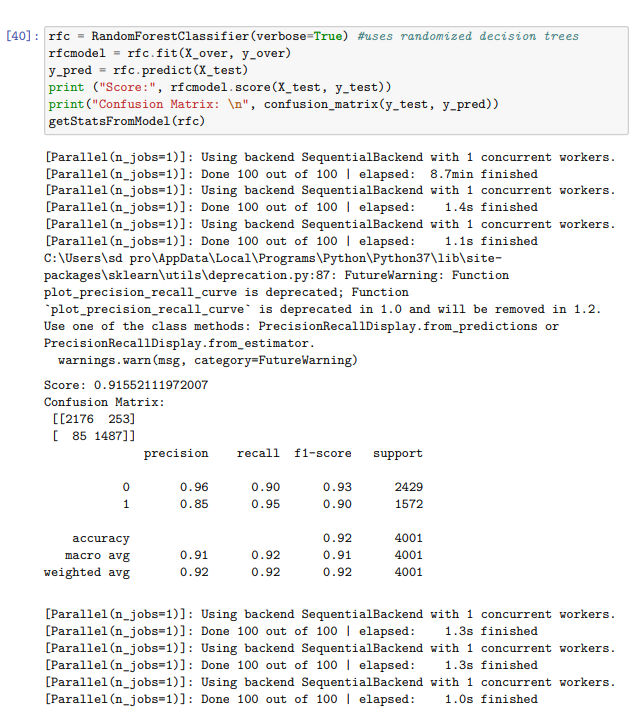 [40]: rfc = RandomForestClassifier(verbose=True) #uses randomized decision trees
rfcmodel = rfc.fit(X_over, y_over)
y_pred = rfc.predict(X_test)
print ("Score:", rfcmodel.score(X_test, y_test))
print("Confusion Matrix: \n", confusion_matrix(y_test, y_pred))
getStatsFromModel(rfc)
[Parallel(n_jobs=1)]: Using backend SequentialBackend with 1 concurrent workers.
[Parallel(n_jobs=1)]: Done 100 out of 100 | elapsed:  8.7min finished
[Parallel(n_jobs=1)]: Using backend SequentialBackend with 1 concurrent workers.
[Parallel(n_jobs=1)]: Done 100 out of 100 | elapsed:    1.4s finished
[Parallel(n_jobs=1)]: Using backend SequentialBackend with 1 concurrent workers.
[Parallel(n_jobs=1)]: Done 100 out of 100 | elapsed:    1.1s finished
C:\Users\sd pro\AppData\Local\Programs\Python\Python37\lib\site-
packages\sklearn\utils\deprecation.py:87: FutureWarning: Function
plot_precision_recall_curve is deprecated; Function
`plot_precision_recall_curve` is deprecated in 1.0 and will be removed in 1.2.
Use one of the class methods: PrecisionRecallDisplay.from_predictions or
PrecisionRecallDisplay.from_estimator.
  warnings.warn(msg, category=FutureWarning)
Score: 0.91552111972007
Confusion Matrix:
 [[2176  253]
 [  85 1487]]
              precision    recall  f1-score   support
           0       0.96      0.90      0.93      2429
           1       0.85      0.95      0.90      1572
    accuracy                           0.92      4001
   macro avg       0.91      0.92      0.91      4001
weighted avg       0.92      0.92      0.92      4001
[Parallel(n_jobs=1)]: Using backend SequentialBackend with 1 concurrent workers.
[Parallel(n_jobs=1)]: Done 100 out of 100 | elapsed:    1.3s finished
[Parallel(n_jobs=1)]: Using backend SequentialBackend with 1 concurrent workers.
[Parallel(n_jobs=1)]: Done 100 out of 100 | elapsed:    1.3s finished
[Parallel(n_jobs=1)]: Using backend SequentialBackend with 1 concurrent workers.
[Parallel(n_jobs=1)]: Done 100 out of 100 | elapsed:    1.0s finished